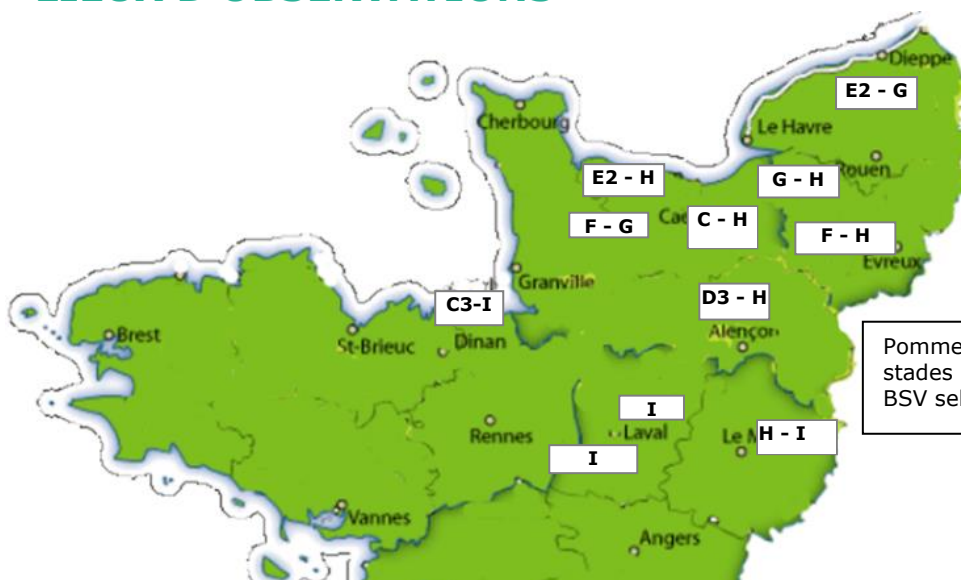 D'OBSERVATIONS
Dieppe
E2 – G
Cherbourg
Le Havre
Rouen
E2 – H
G – H
F – G
C – H
F – H
Evreux
Granville
C3-I
D3 – H
Alençon
Brest
St-Brieuc
Dinan
Pomme
stades
BSV
I
Rennes
Laval
H – I
I
Vannes
Angers